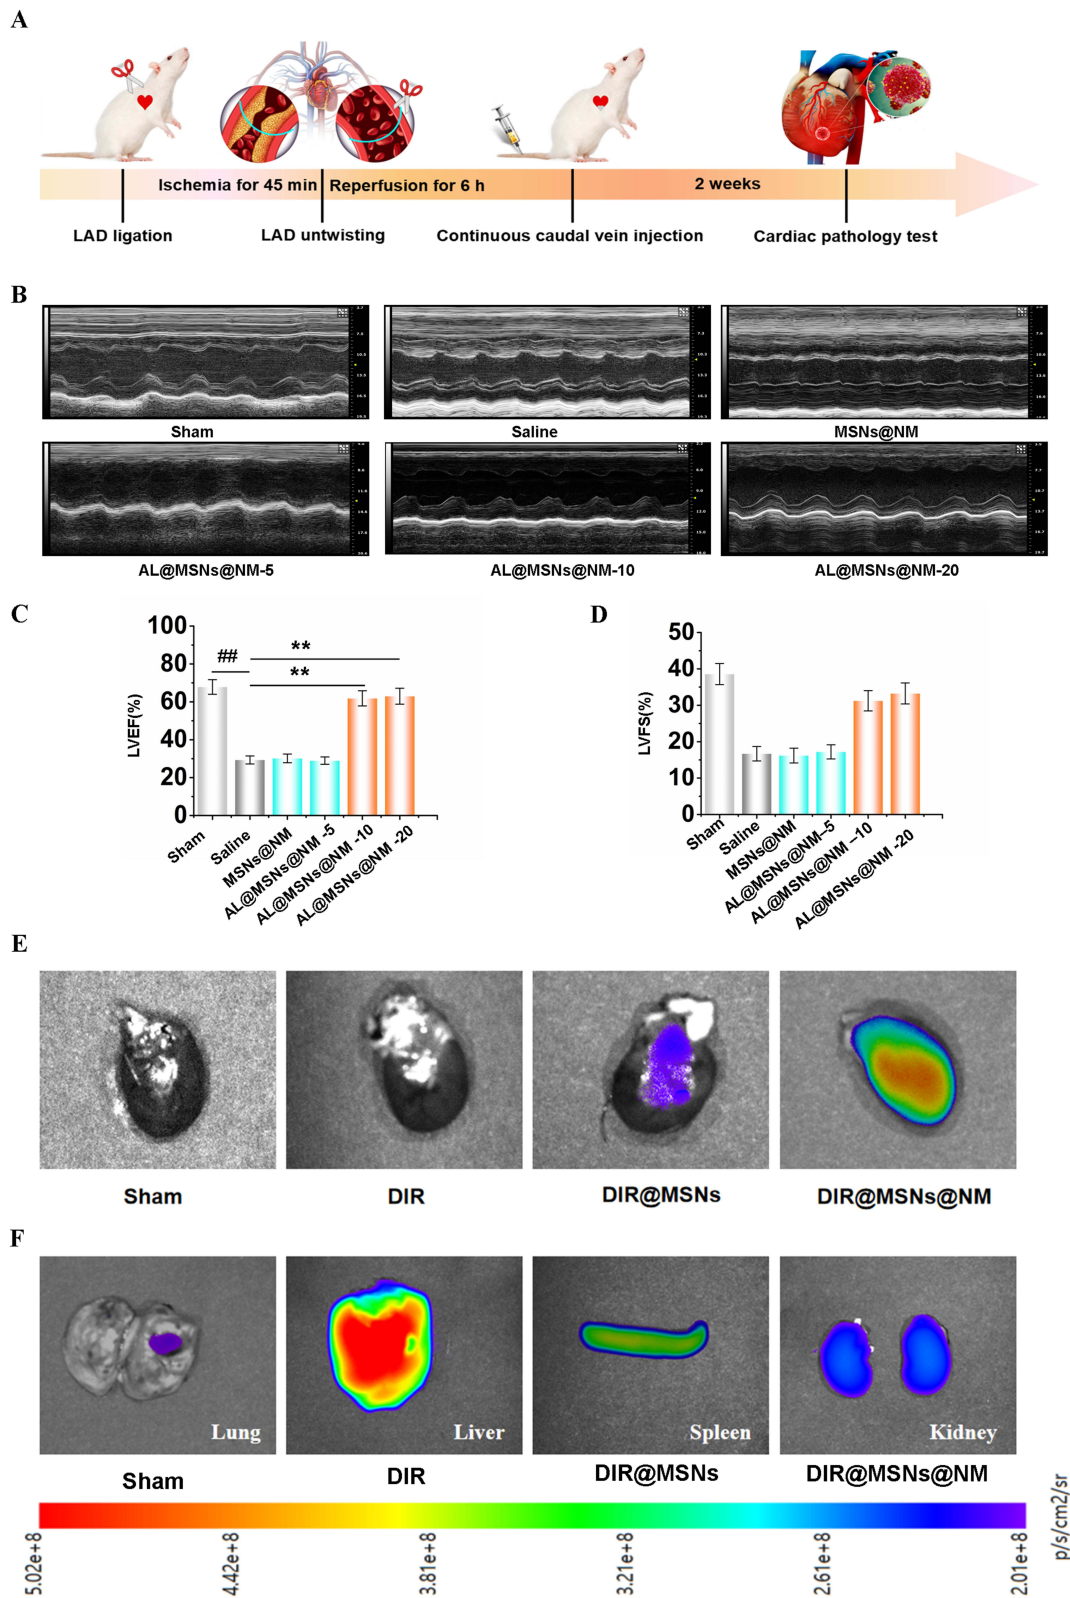 A
Ischemia for 45 min
Reperfusion for 6 h
2 weeks
LAD ligation
LAD untwisting
Continuous caudal vein injection
Cardiac pathology test
B
Sham
Saline
MSNs@NM
AL@MSNs@NM-5
AL@MSNs@NM-10
AL@MSNs@NM-20
C
LVEF(%)
100
80
60
40
20
0
##
**
**
Sham
Saline
MSNs@NM
AL@MSNs@NM -5
AL@MSNs@NM -10
AL@MSNs@NM -20
D
LVFS(%)
50
40
30
20
10
0
Sham
Saline
MSNs@NM
AL@MSNs@NM–5
AL@MSNs@NM –10
AL@MSNs@NM -20
E
Sham
DIR
DIR@MSNs
DIR@MSNs@NM
F
Lung
Liver
Spleen
Kidney
Sham
DIR
DIR@MSNs
DIR@MSNs@NM
5.02e+8
4.42e+8
3.81e+8
3.21e+8
2.61e+8
2.01e+8
p/s/cm2/sr